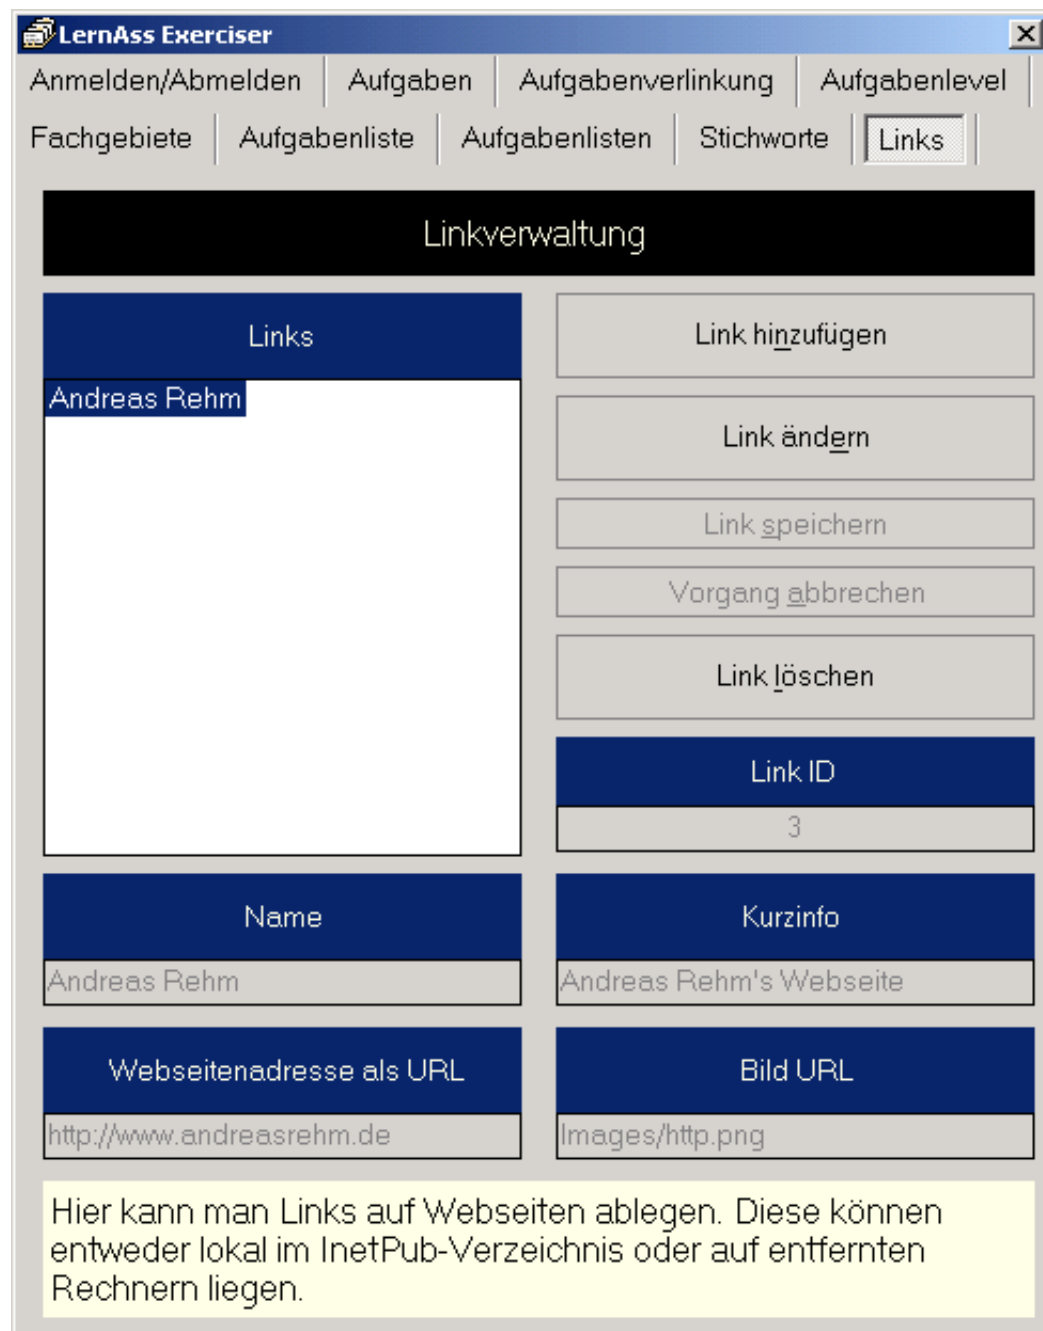 LernAss Exerciser
Anmelden/Abmelden Aufgaben Aufgabenverlinkung Aufgabenlevel
Fachgebiete Aufgabenliste Aufgabenlisten Stichworte Links
Linkverwaltung
Links
Andreas Rehm
Link hinzufügen
Link ändern
Link speichern
Vorgang abbrechen
Link löschen
Link ID
3
Name
Andreas Rehm
Kurzinfo
Andreas Rehm's Webseite
Webseitenadresse als URL
http://www.andreasrehm.de
Bild URL
Images/http.png
Hier kann man Links auf Webseiten ablegen. Diese können
entweder lokal im InetPub-Verzeichnis oder auf entfernten
Rechnern liegen.